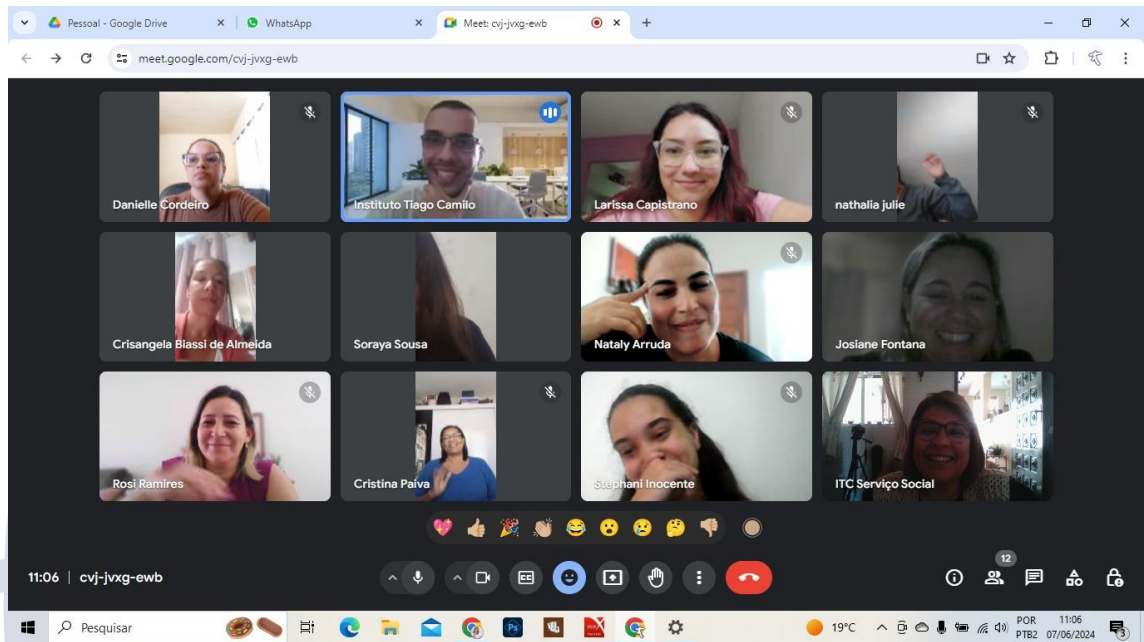 Pessoal - Google Drive
WhatsApp
Meet: cvj-jvxg-ewb
meet.google.com/cvj-jvxg-ewb
Danielle Cordeiro
Instituto Tiago Camilo
Larissa Capistrano
nathalia julie
Crisangela Biassi de Almeida
Soraya Sousa
Nataly Arruda
Josiane Fontana
Rosi Ramires
Cristina Paiva
Stephani Inocente
ITC Serviço Social
11:06 | cvj-jvxg-ewb
CC
12
Pesquisar
Ps
19°C
POR
PTB2
11:06
07/06/2024
3